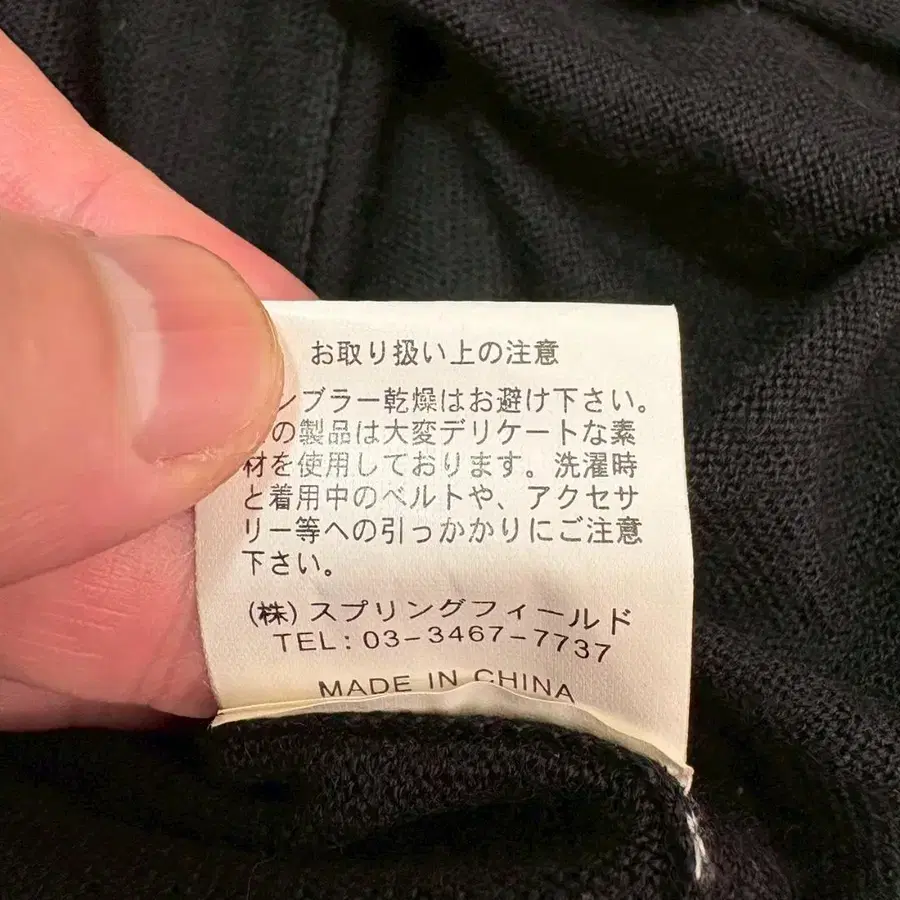 お取り扱い上の注意
ンブラー乾燥はお避け下さい。
の製品は大変デリケートな素
材を使用しております。洗濯時
と着用中のベルトや、アクセサ
リー等への引っかかりにご注意
下さい。
(株)スプリングフィールド
TEL:03-3467-7737
MADE IN CHINA